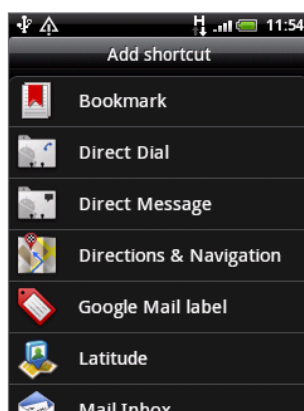 H 11:54
Add shortcut
Bookmark
Direct Dial
Direct Message
Directions & Navigation
Google Mail label
Latitude
Mail Inbox